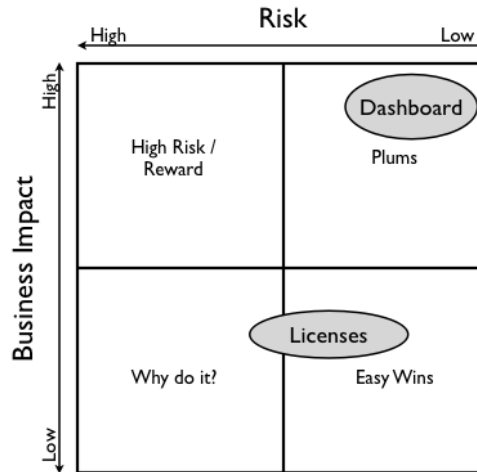 Risk
High
Low
High
Dashboard
High Risk /
Reward
Plums
Business Impact
Licenses
Why do it?
Easy Wins
Low